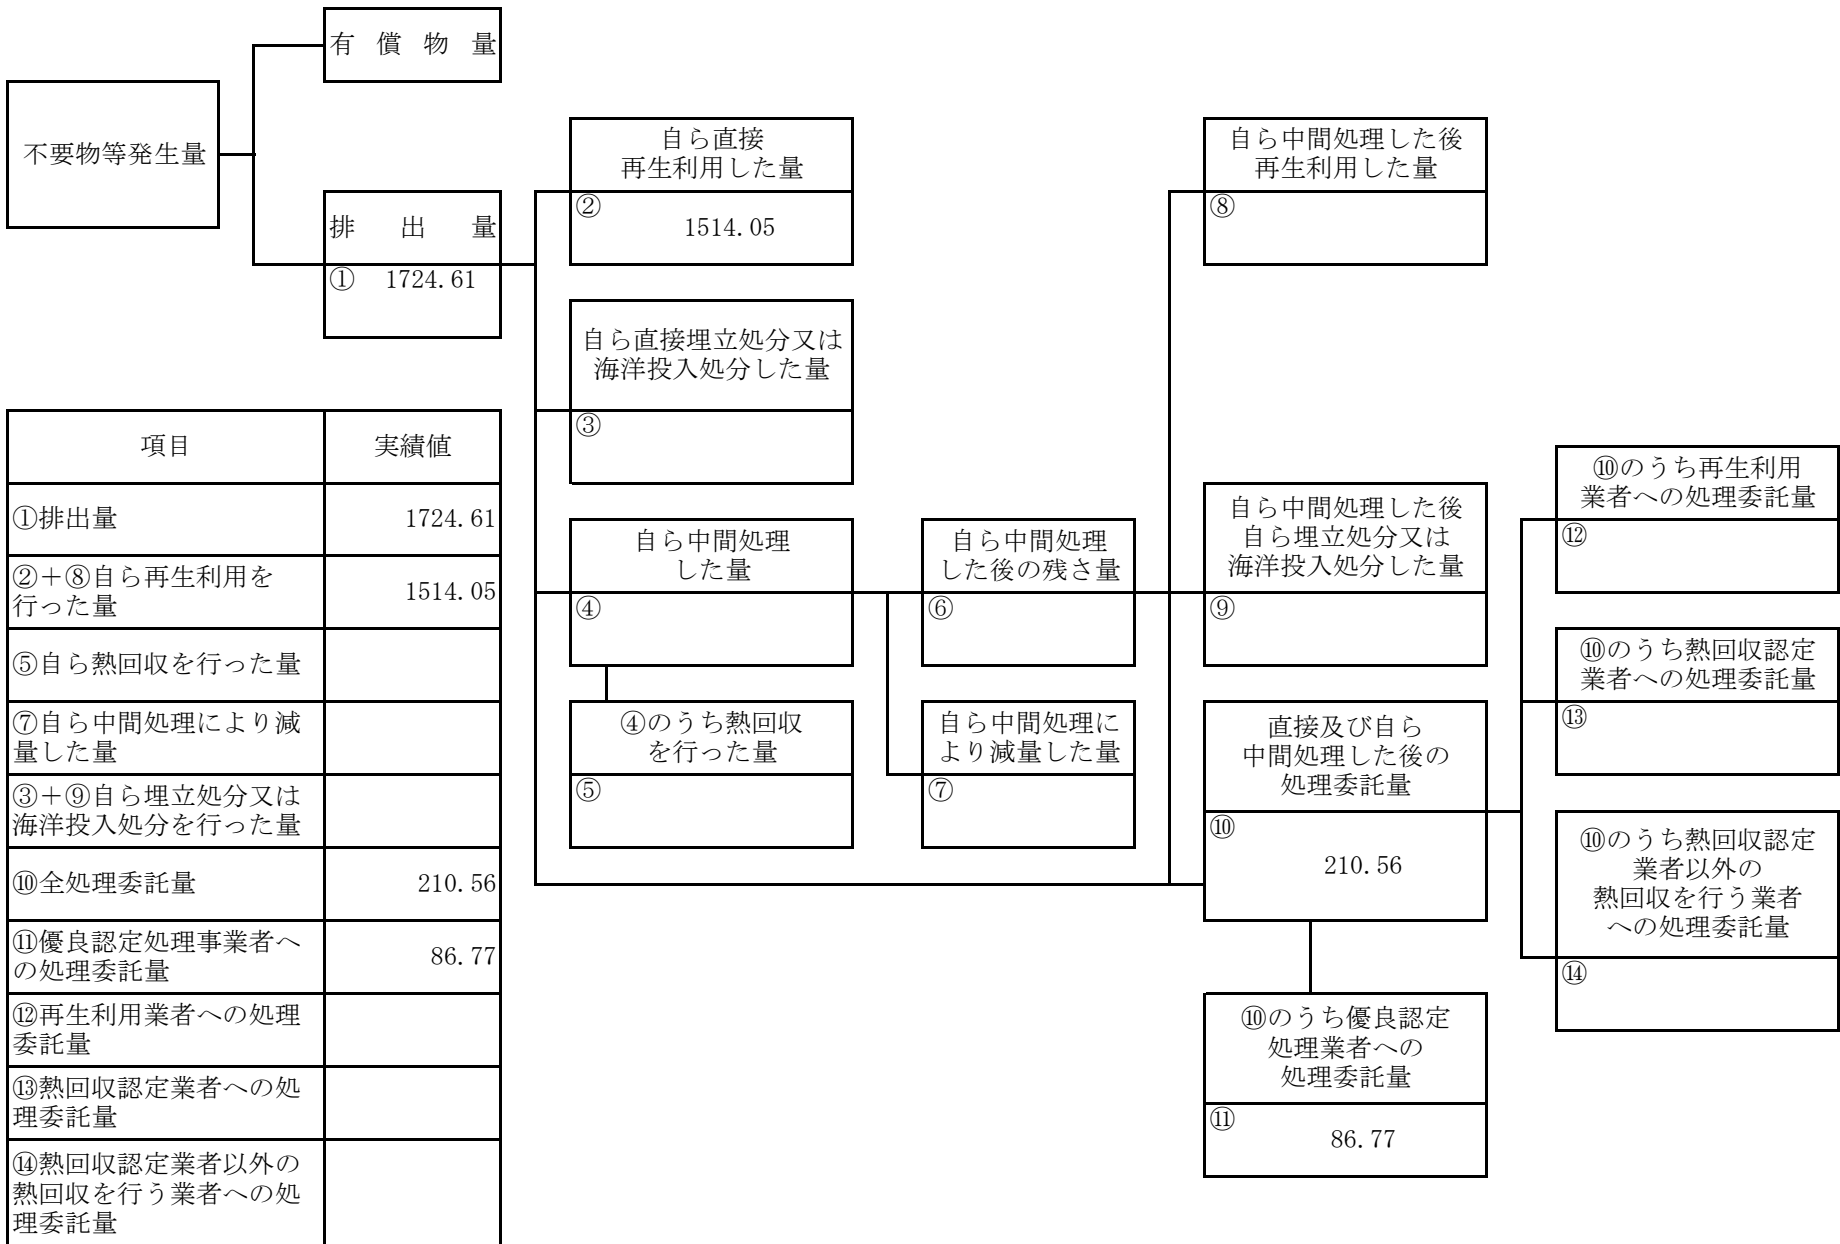 有償物量
不要物等発生量
排出量
① 1724.61
自ら直接
再生利用した量
②
1514.05
自ら直接埋立処分又は
海洋投入処分した量
③
自ら中間処理
した量
④
④のうち熱回収
を行った量
⑤
自ら中間処理
した後の残さ量
⑥
自ら中間処理に
より減量した量
⑦
自ら中間処理した後
再生利用した量
⑧
自ら中間処理した後
自ら埋立処分又は
海洋投入処分した量
⑨
直接及び自ら
中間処理した後の
処理委託量
⑩
210.56
⑩のうち優良認定
処理業者への
処理委託量
⑪
86.77
⑩のうち再生利用
業者への処理委託量
⑫
⑩のうち熱回収認定
業者への処理委託量
⑬
⑩のうち熱回収認定
業者以外の
熱回収を行う業者
への処理委託量
⑭
項目 実績値
①排出量 1724.61
②＋⑧自ら再生利用を
行った量 1514.05
⑤自ら熱回収を行った量
⑦自ら中間処理により減
量した量
③＋⑨自ら埋立処分又は
海洋投入処分を行った量
⑩全処理委託量 210.56
⑪優良認定処理事業者へ
の処理委託量 86.77
⑫再生利用業者への処理
委託量
⑬熱回収認定業者への処
理委託量
⑭熱回収認定業者以外の
熱回収を行う業者への処
理委託量